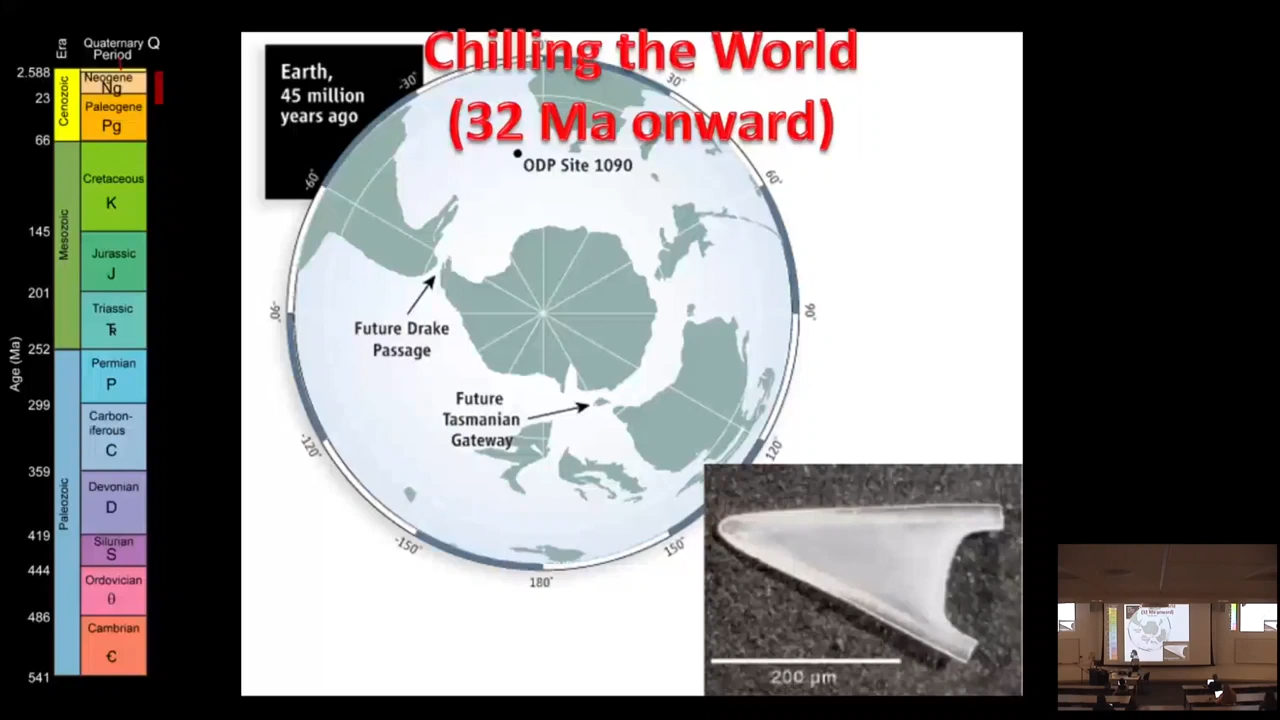 Era
Quaternary Q
Period
2.588
Neogene
Ng
23
Cenozoic
Paleogene
Pg
66
Cretaceous
K
145
Mesozoic
Jurassic
J
201
Triassic
TR
252
Age (Ma)
Permian
P
299
Carbon-
iferous
C
359
Devonian
D
Paleozoic
419
Silurian
S
444
Ordovician
θ
486
Cambrian
Є
541
Chilling the World
(32 Ma onward)
Earth,
45 million
years ago
-30°
30°
ODP Site 1090
-60°
60°
-90°
90°
Future Drake
Passage
Future
Tasmanian
Gateway
-120°
120°
-150°
150°
180°
200 µm